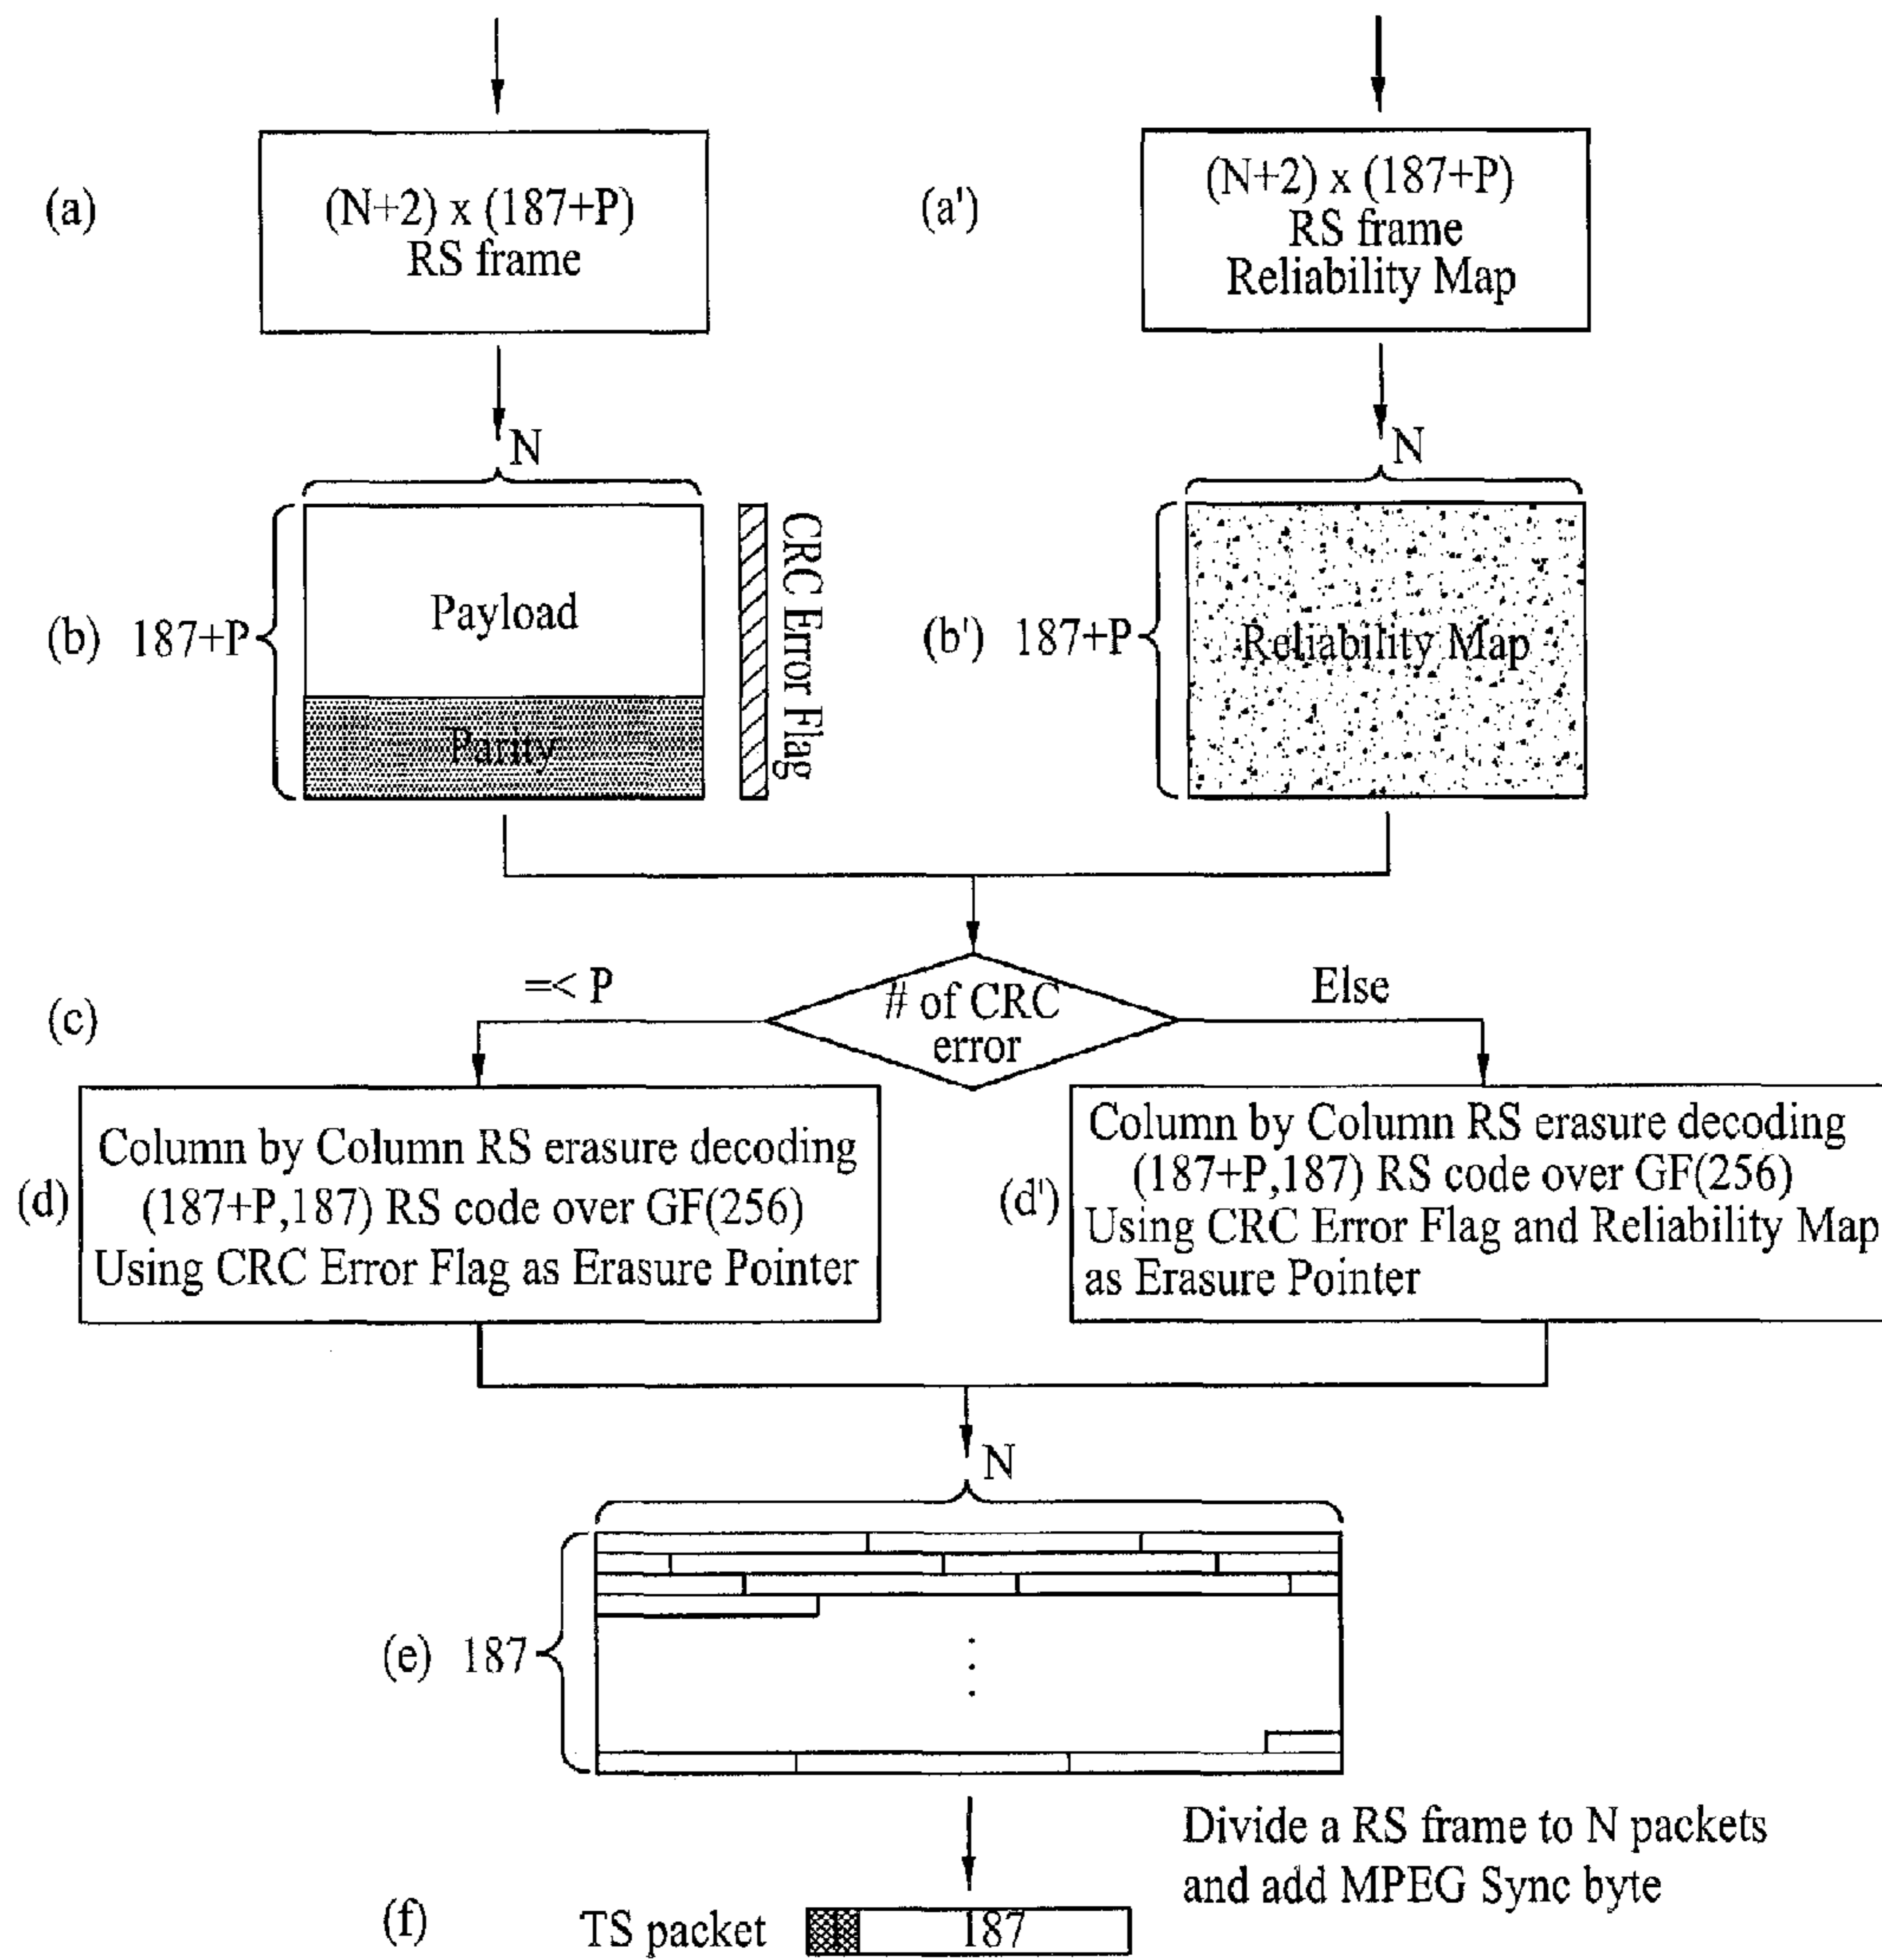 (a)
(N+2) x (187+P)
RS frame
(a')
(N+2) x (187+P)
RS frame
Reliability Map
N
N
(b)
187+P
Payload
Parity
CRC Error Flag
(b')
187+P
Reliability Map
(c)
=< P
# of CRC
error
Else
(d)
Column by Column RS erasure decoding
(187+P,187) RS code over GF(256)
Using CRC Error Flag as Erasure Pointer
(d')
Column by Column RS erasure decoding
(187+P,187) RS code over GF(256)
Using CRC Error Flag and Reliability Map
as Erasure Pointer
N
(e)
187
Divide a RS frame to N packets
and add MPEG Sync byte
(f)
TS packet
1
187